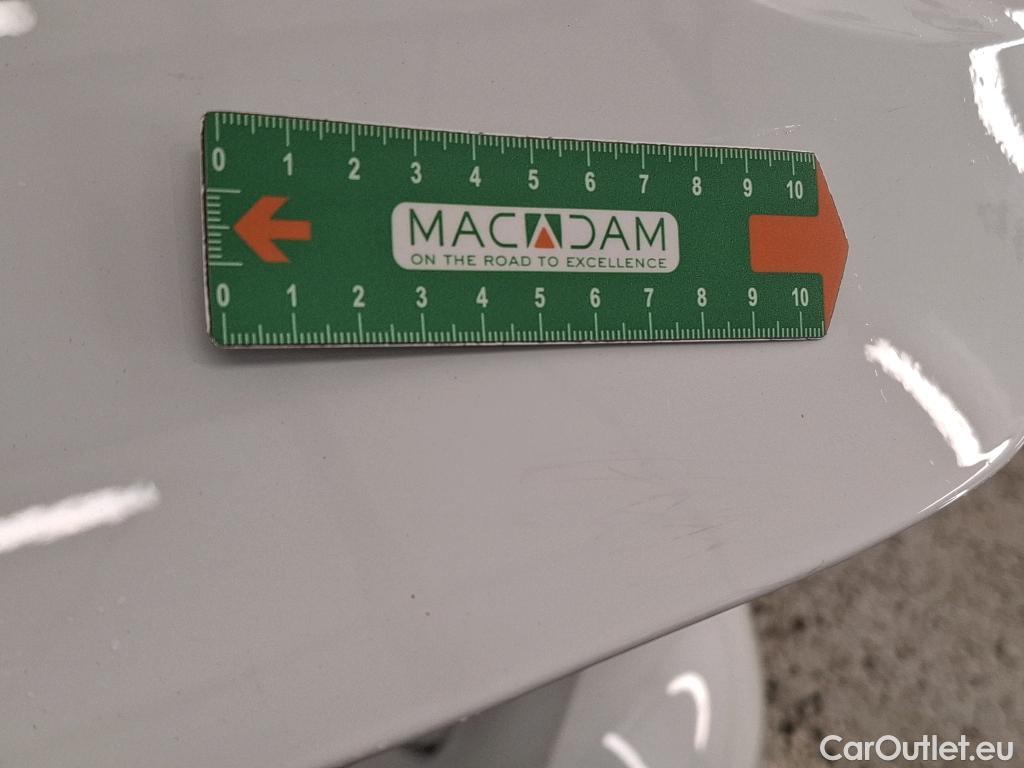 0 1 2 3 4 5 6 7 8 9 10
MACADAM
ON THE ROAD TO EXCELLENCE
0 1 2 3 4 5 6 7 8 9 10
CarOutlet.eu